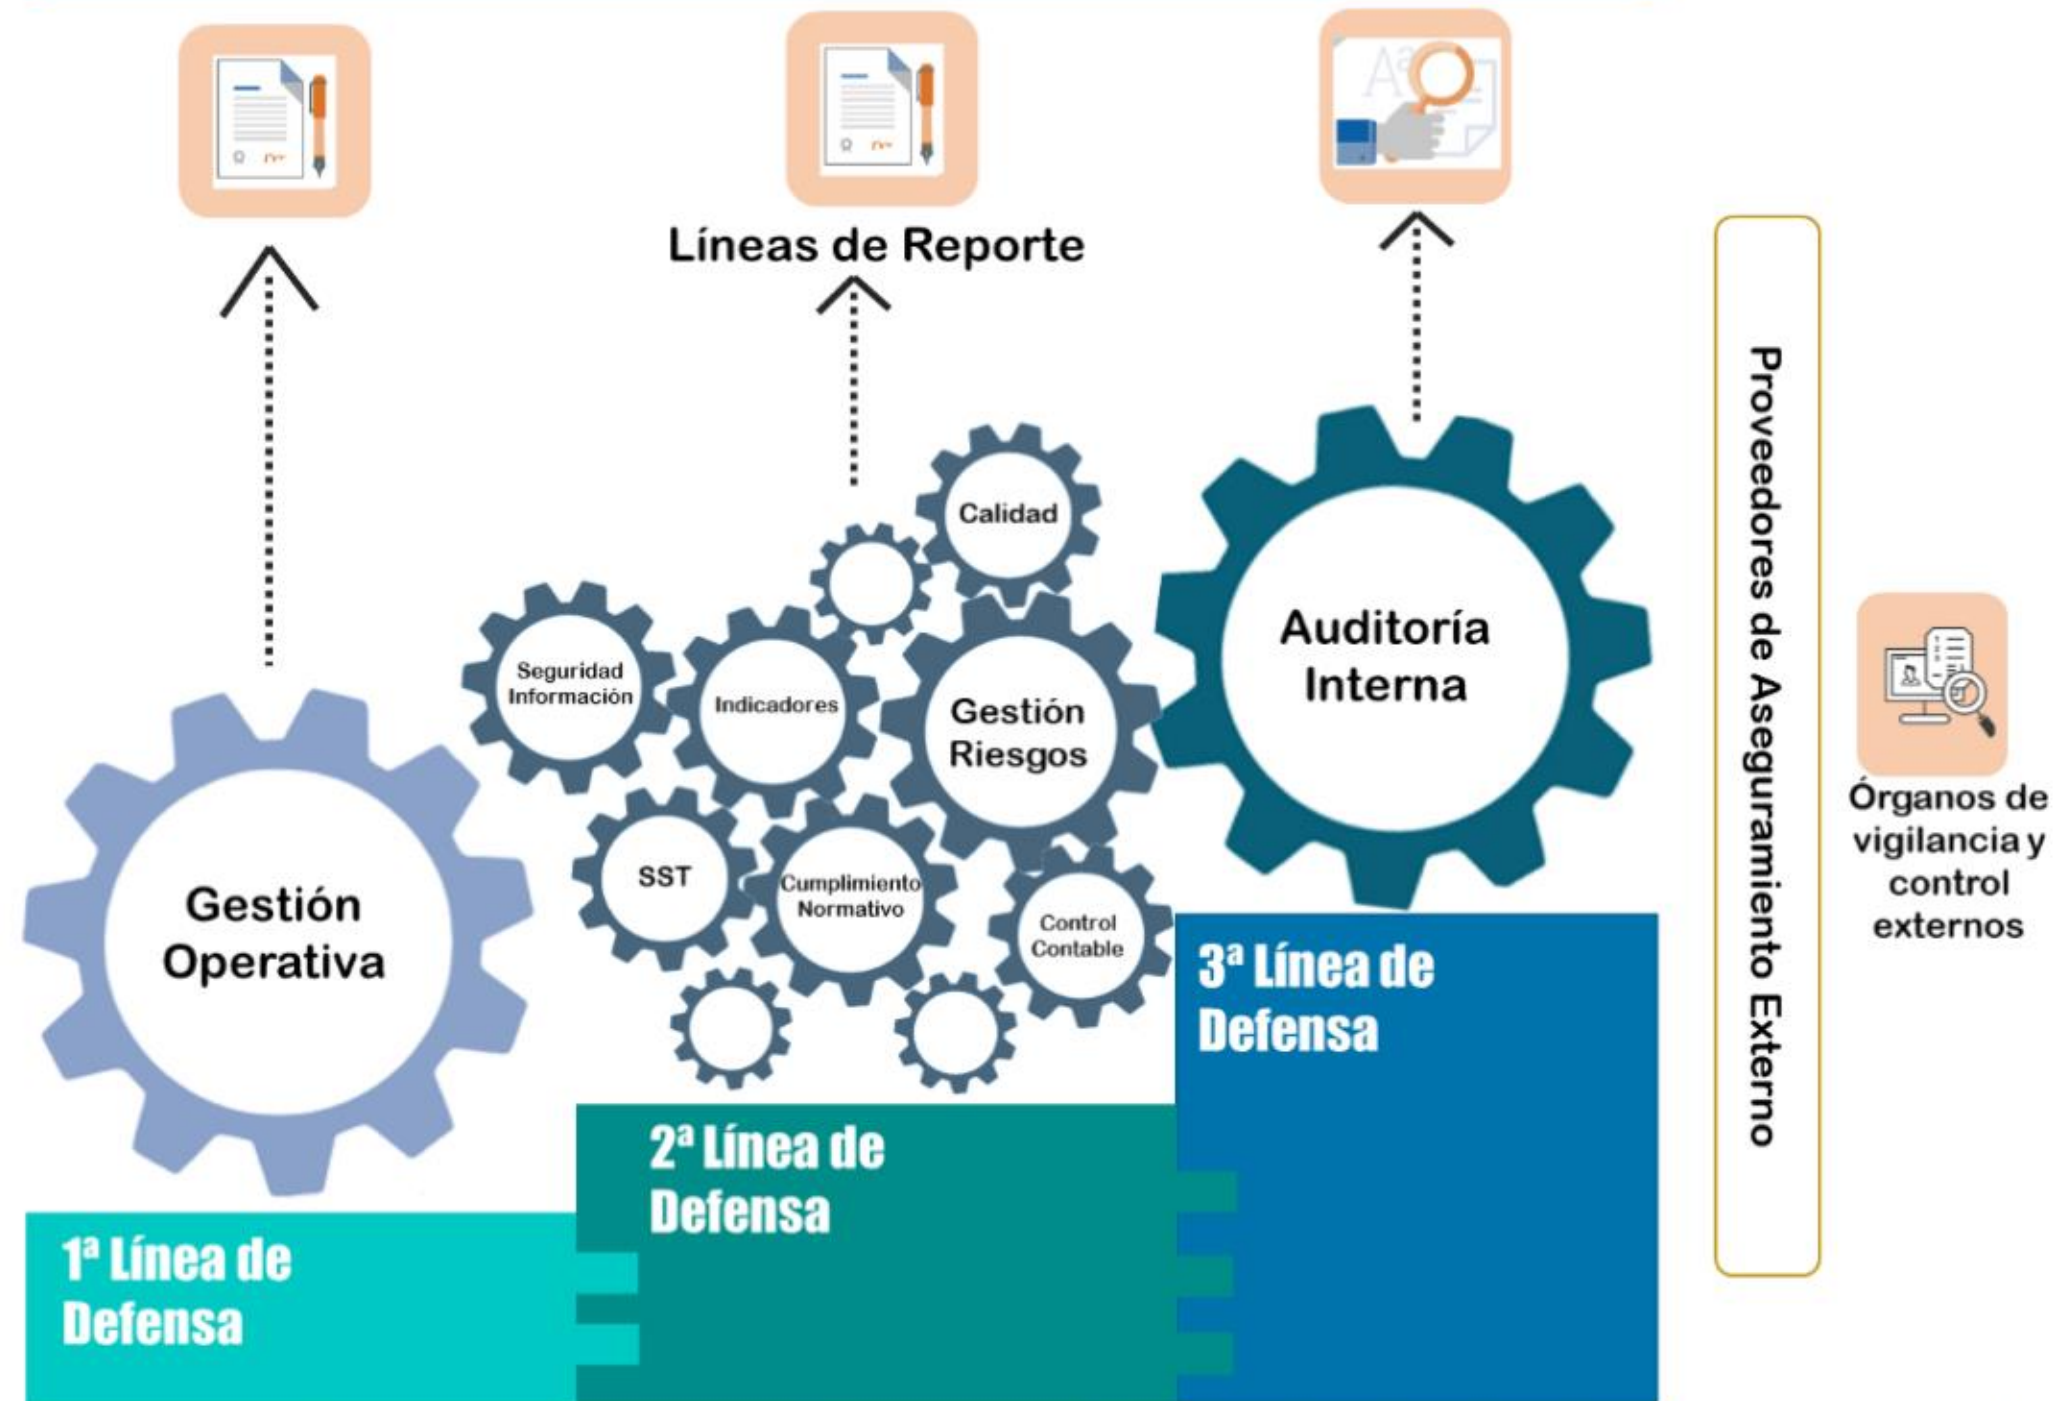 Líneas de Reporte
Calidad
Seguridad
Información
Indicadores
Gestión
Riesgos
Auditoría
Interna
SST
Cumplimiento
Normativo
Control
Contable
Gestión
Operativa
1ª Línea de
Defensa
2ª Línea de
Defensa
3ª Línea de
Defensa
Proveedores de Aseguramiento Externo
Órganos de
vigilancia y
control
externos